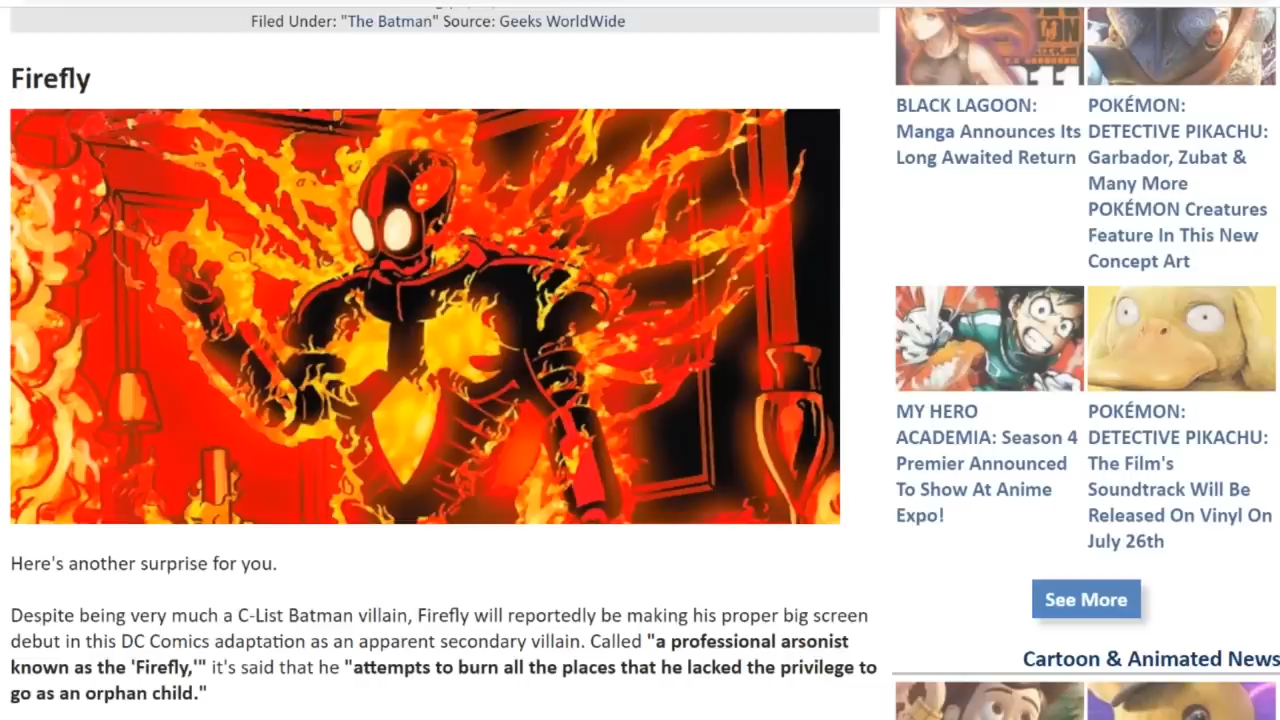 Filed Under: "The Batman" Source: Geeks WorldWide
Firefly
Here's another surprise for you.
Despite being very much a C-List Batman villain, Firefly will reportedly be making his proper big screen
debut in this DC Comics adaptation as an apparent secondary villain. Called "a professional arsonist
known as the 'Firefly,'" it's said that he "attempts to burn all the places that he lacked the privilege to
go as an orphan child."
BLACK LAGOON:
Manga Announces Its
Long Awaited Return
POKÉMON:
DETECTIVE PIKACHU:
Garbador, Zubat &
Many More
POKÉMON Creatures
Feature In This New
Concept Art
MY HERO
ACADEMIA: Season 4
Premier Announced
To Show At Anime
Expo!
POKÉMON:
DETECTIVE PIKACHU:
The Film's
Soundtrack Will Be
Released On Vinyl On
July 26th
See More
Cartoon & Animated News